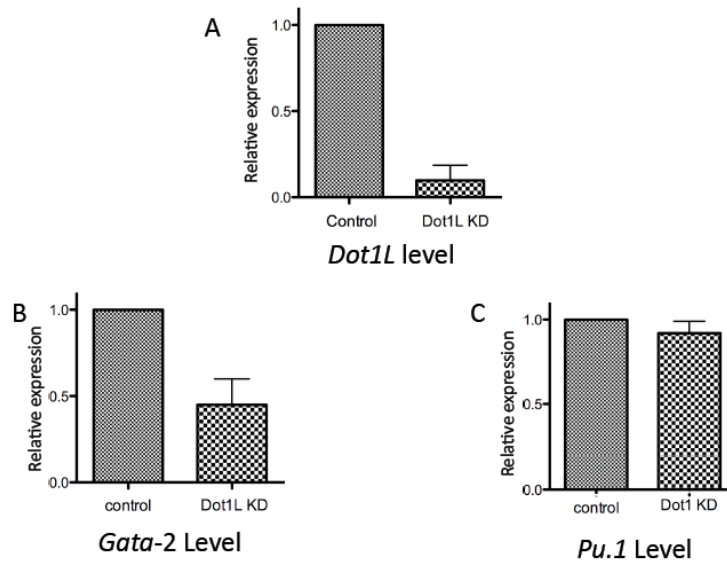 A
Relative expression
1.0
0.5
0.0
Control Dot1L KD
Dot1L level
B
Relative expression
1.0
0.5
0.0
control Dot1L KD
Gata-2 Level
C
Relative expression
1.0
0.5
0.0
control Dot1 KD
Pu.1 Level